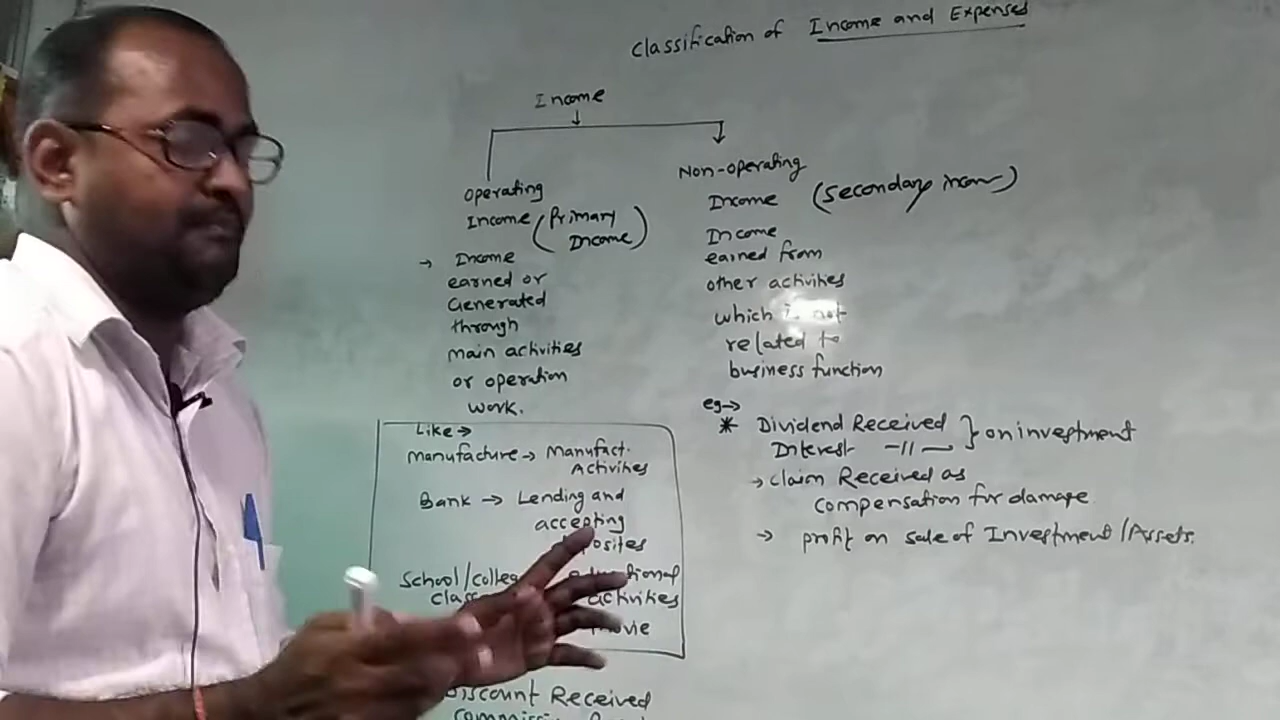 Classification of Income and Expenses
Income
Operating
Income (Primary
Income)
→ Income
earned or
Generated
through
main activities
or operation
work.
Like→
Manufacture → Manufact.
Activities
Bank → Lending and
accepting
School/colleg
activities
Discount Received
Non-operating
Income (Secondary
Income
earned from
other activities
which is not
related to
business function
eg→
* Dividend Received } on investment
Interest -11-
→ Claim Received as
compensation for damage
→ profit on sale of Investment/Assets.